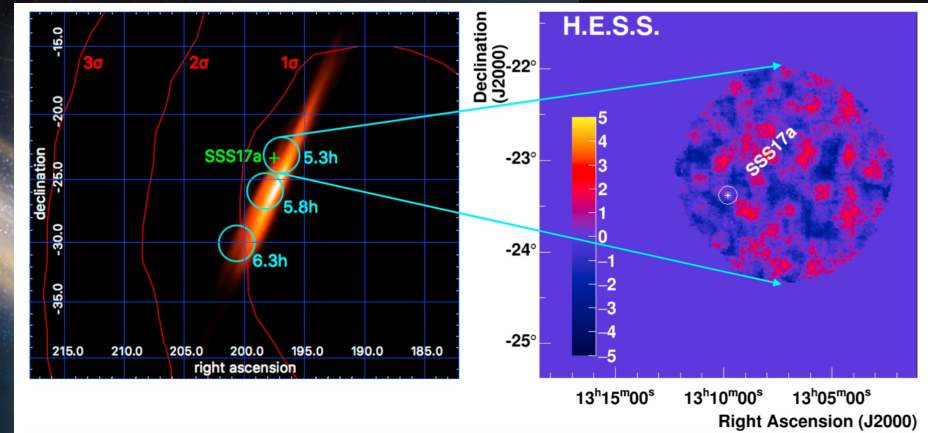 -15.0
-20.0
-25.0
-30.0
-35.0
declination
3σ
2σ
1σ
SSS17a
5.3h
5.8h
6.3h
215.0 210.0 205.0 200.0 195.0 190.0 185.0
right ascension
H.E.S.S.
Declination
(J2000)
-22°
-23°
-24°
-25°
5
4
3
2
1
0
–1
–2
–3
–4
–5
SSS17a
13ʰ15ᵐ00ˢ 13ʰ10ᵐ00ˢ 13ʰ05ᵐ00ˢ
Right Ascension (J2000)